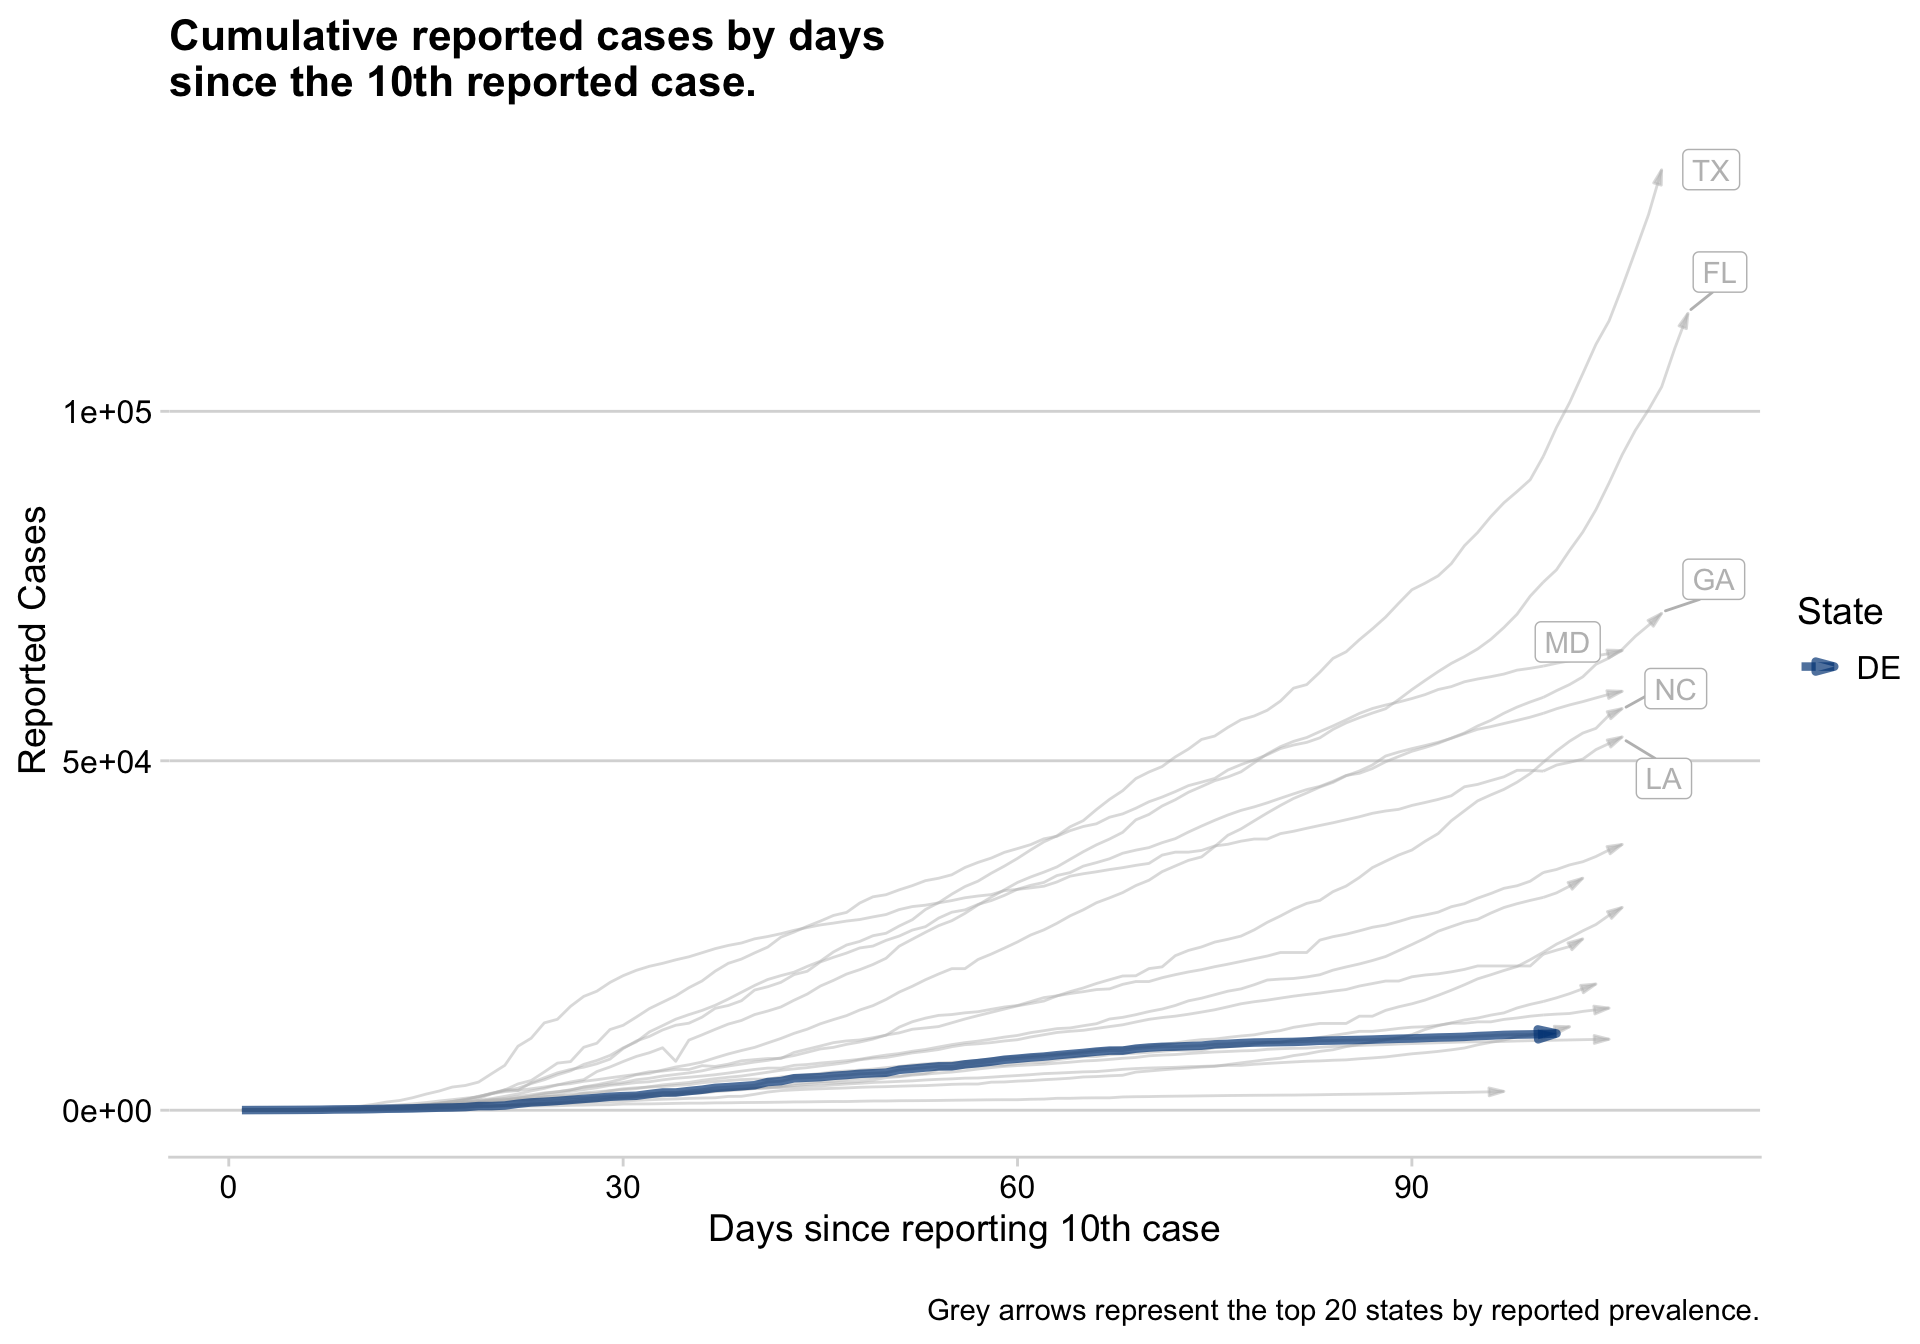 Cumulative reported cases by days
since the 10th reported case.
TX
FL
1e+05
GA
MD
NC
5e+04
LA
0e+00
Reported Cases
State
DE
0
30
60
90
Days since reporting 10th case
Grey arrows represent the top 20 states by reported prevalence.